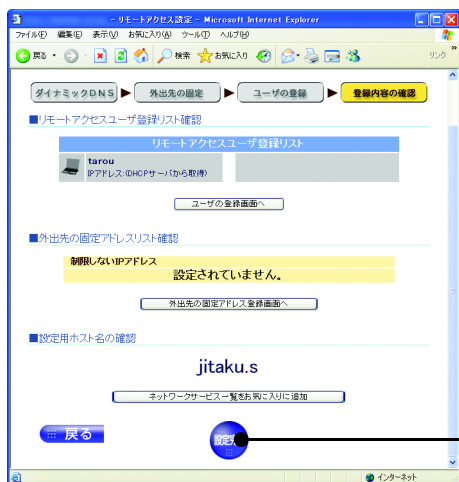 - リモートアクセス設定 - Microsoft Internet Explorer
ファイル(F) 編集(E) 表示(V) お気に入り(A) ツール(T) ヘルプ(H)
戻る 検索 お気に入り リンク »
ダイナミックDNS 外出先の固定 ユーザの登録 登録内容の確認
■リモートアクセスユーザ登録リスト確認
リモートアクセスユーザ登録リスト
tarou
IPアドレス:(DHCPサーバから取得)
ユーザの登録画面へ
■外出先の固定アドレスリスト確認
制限しないIPアドレス
設定されていません。
外出先の固定アドレス登録画面へ
■設定用ホスト名の確認
jitaku.s
ネットワークサービス一覧をお気に入りに追加
戻る
設定
インターネット